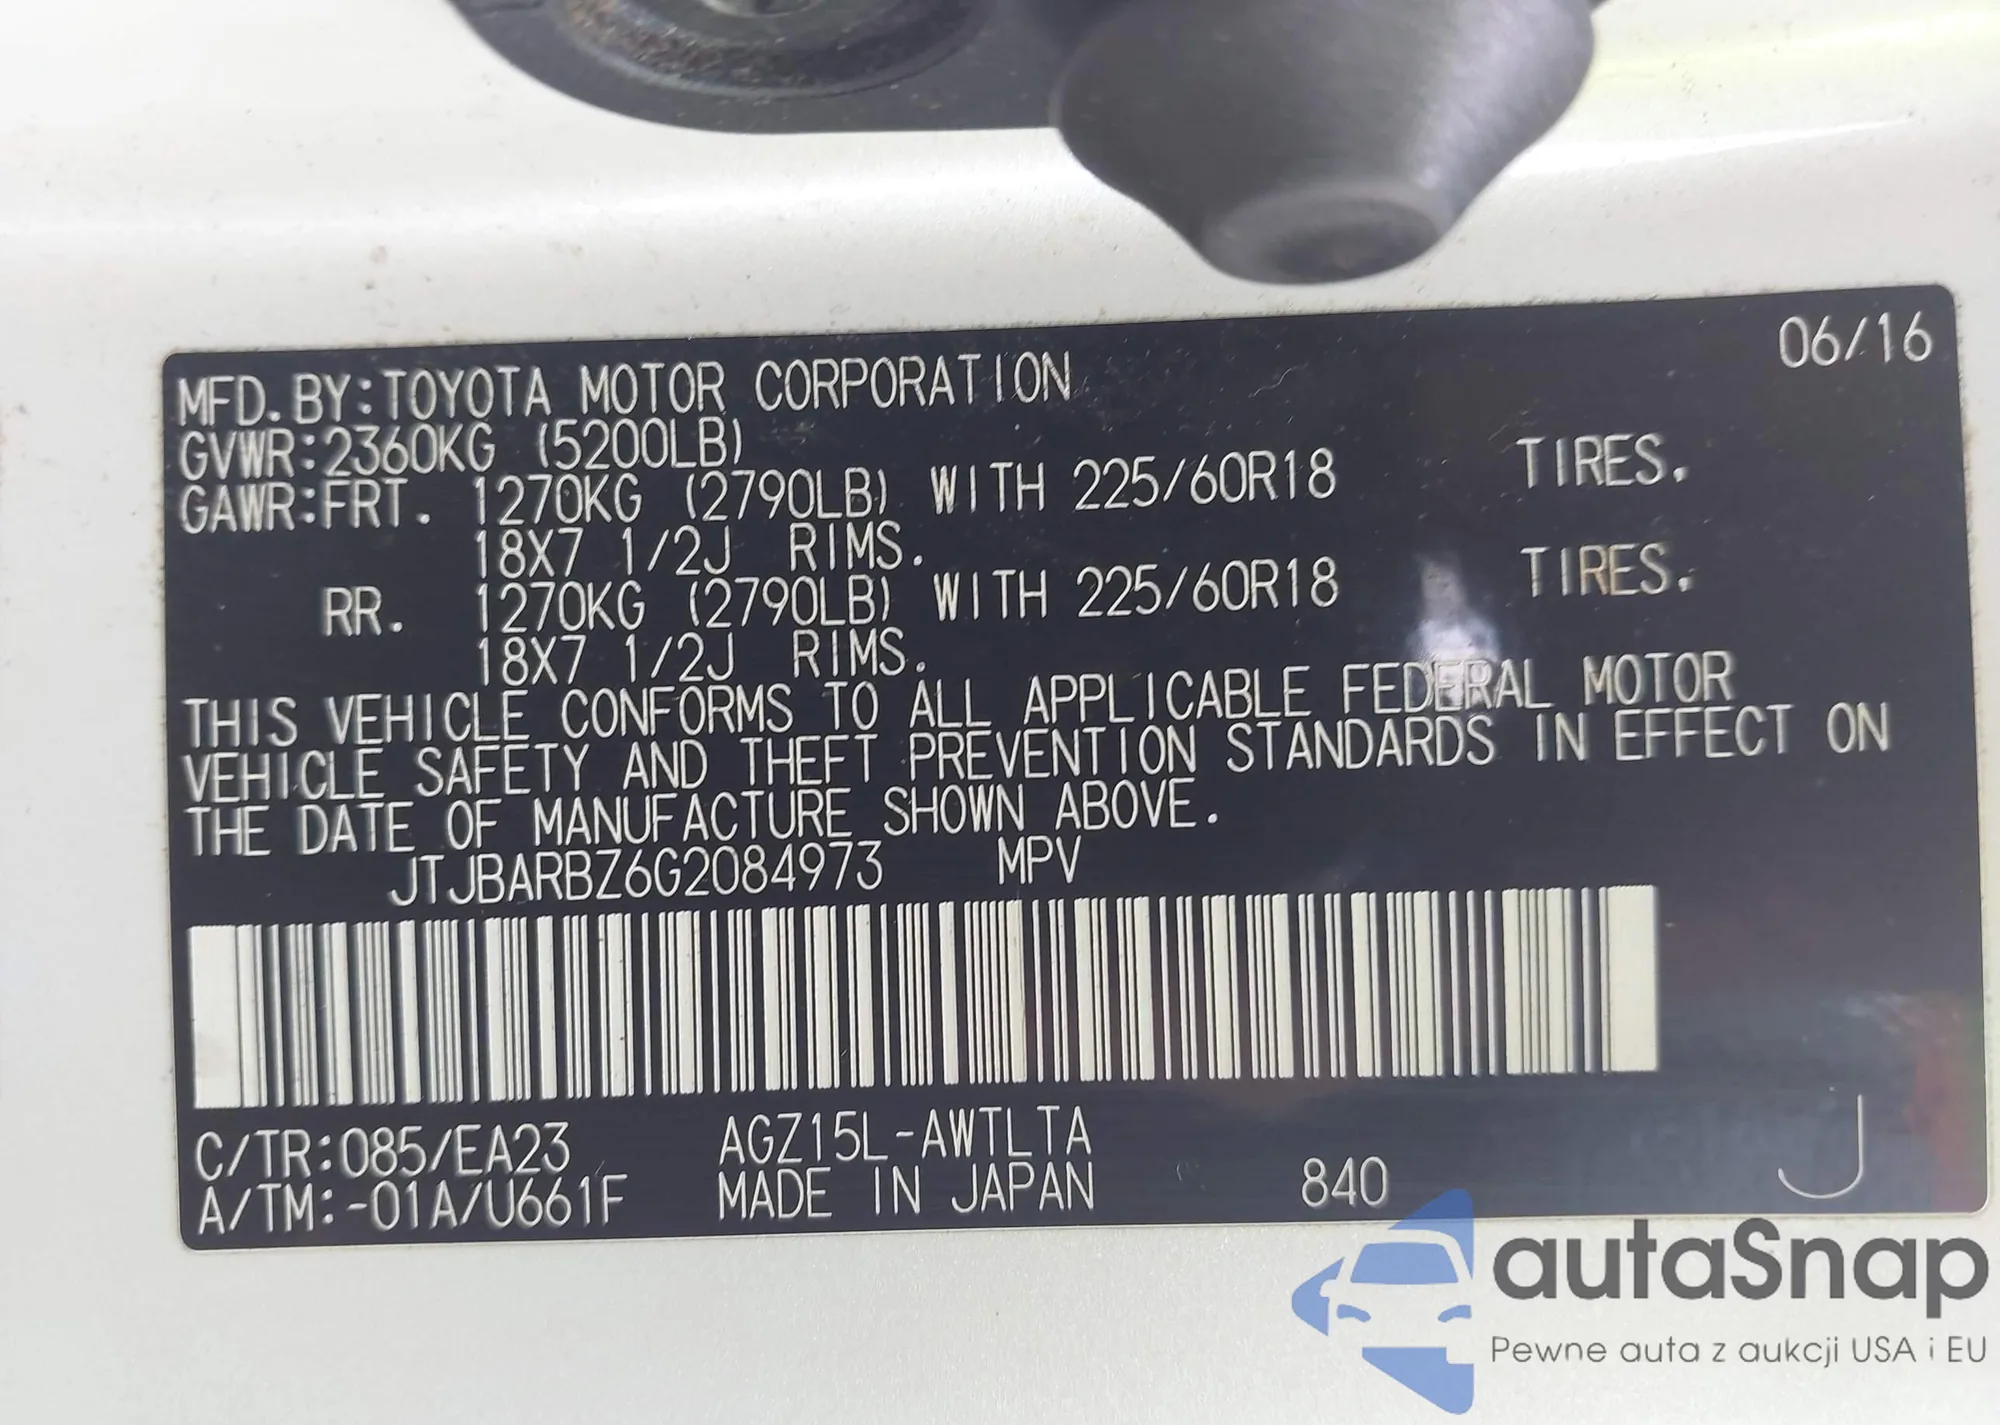 06/16
MFD.BY:TOYOTA MOTOR CORPORATION
GVWR:2360KG (5200LB)
GAWR:FRT. 1270KG (2790LB) WITH 225/60R18 TIRES.
18X7 1/2J RIMS.
RR. 1270KG (2790LB) WITH 225/60R18 TIRES.
18X7 1/2J RIMS.
THIS VEHICLE CONFORMS TO ALL APPLICABLE FEDERAL MOTOR
VEHICLE SAFETY AND THEFT PREVENTION STANDARDS IN EFFECT ON
THE DATE OF MANUFACTURE SHOWN ABOVE.
JTJBARBZ6G2084973 MPV
C/TR:085/EA23 AGZ15L-AWTLTA
A/TM:-01A/U661F MADE IN JAPAN 840 J
autaSnap
Pewne auta z aukcji USA i EU